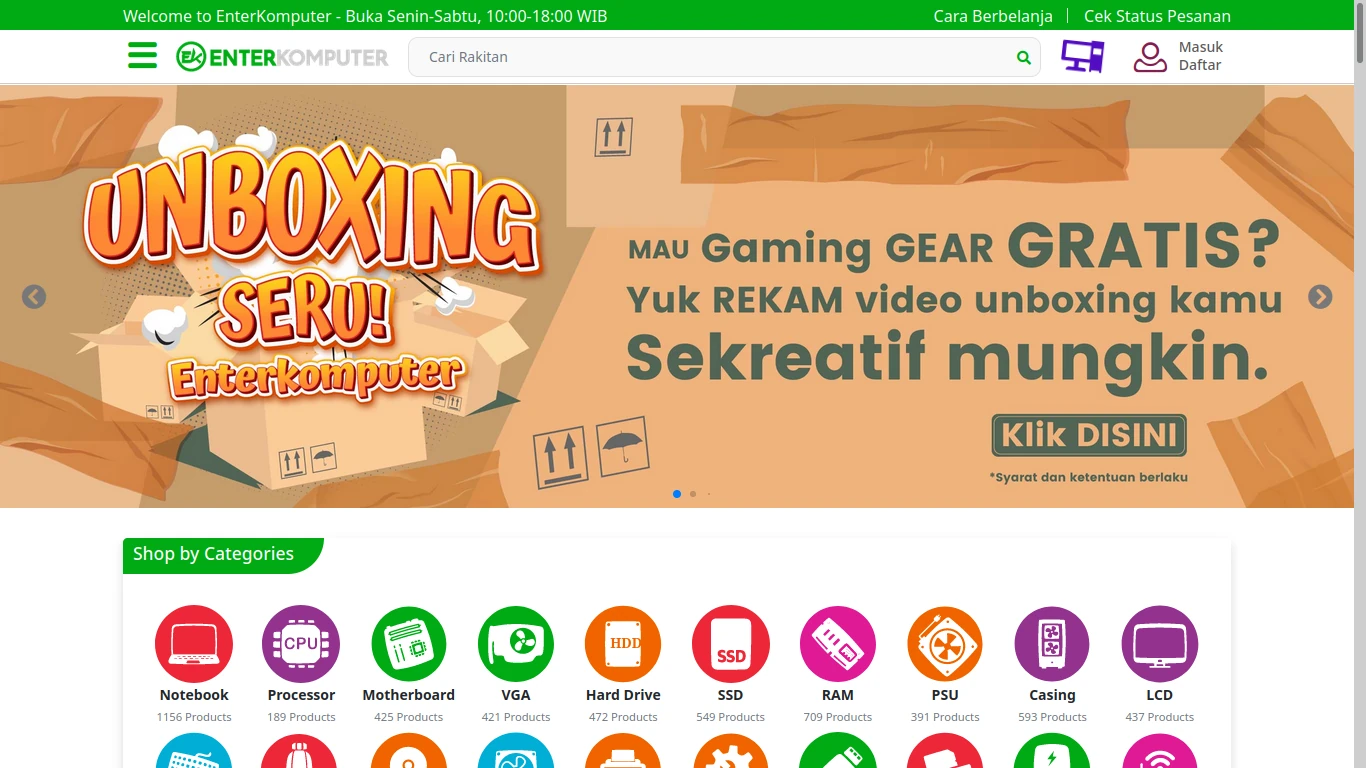 Welcome to EnterKomputer - Buka Senin-Sabtu, 10:00-18:00 WIB
Cara Berbelanja
Cek Status Pesanan
EK ENTERKOMPUTER
Cari Rakitan
Masuk
Daftar
UNBOXING
SERU!
Enterkomputer
MAU Gaming GEAR GRATIS?
Yuk REKAM video unboxing kamu
Sekreatif mungkin.
Klik DISINI
*Syarat dan ketentuan berlaku
Shop by Categories
CPU
HDD
SSD
Notebook
Processor
Motherboard
VGA
Hard Drive
SSD
RAM
PSU
Casing
LCD
1156 Products
189 Products
425 Products
421 Products
472 Products
549 Products
709 Products
391 Products
593 Products
437 Products